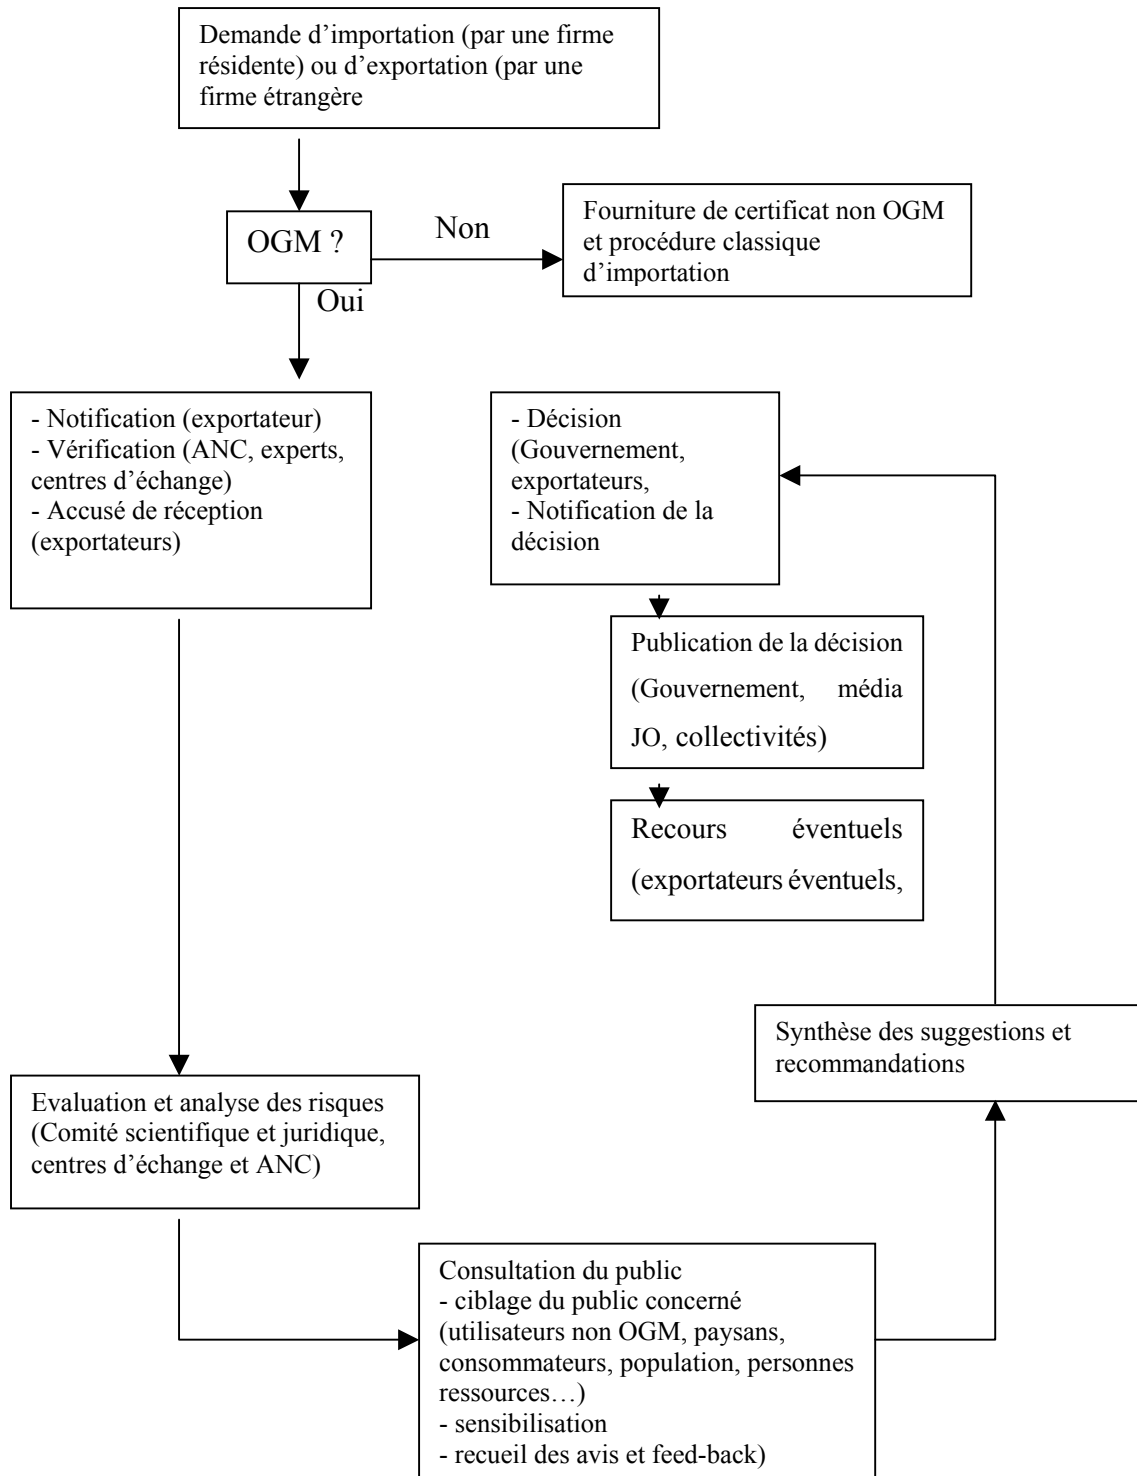 Demande d’importation (par une firme
résidente) ou d’exportation (par une
firme étrangère
OGM ?
Non
Fourniture de certificat non OGM
et procédure classique
d’importation
Oui
- Notification (exportateur)
- Vérification (ANC, experts,
centres d’échange)
- Accusé de réception
(exportateurs)
- Décision
(Gouvernement,
exportateurs,
- Notification de la
décision
Publication de la décision
(Gouvernement, média
JO, collectivités)
Recours éventuels
(exportateurs éventuels,
Synthèse des suggestions et
recommandations
Evaluation et analyse des risques
(Comité scientifique et juridique,
centres d’échange et ANC)
Consultation du public
- ciblage du public concerné
(utilisateurs non OGM, paysans,
consommateurs, population, personnes
ressources…)
- sensibilisation
- recueil des avis et feed-back)